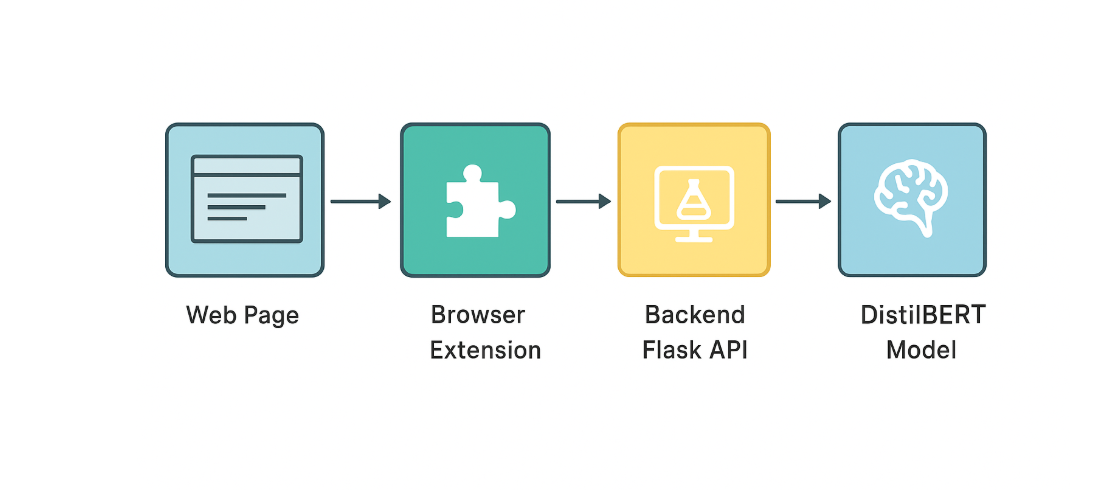 Web Page
Browser
Extension
Backend
Flask API
DistilBERT
Model